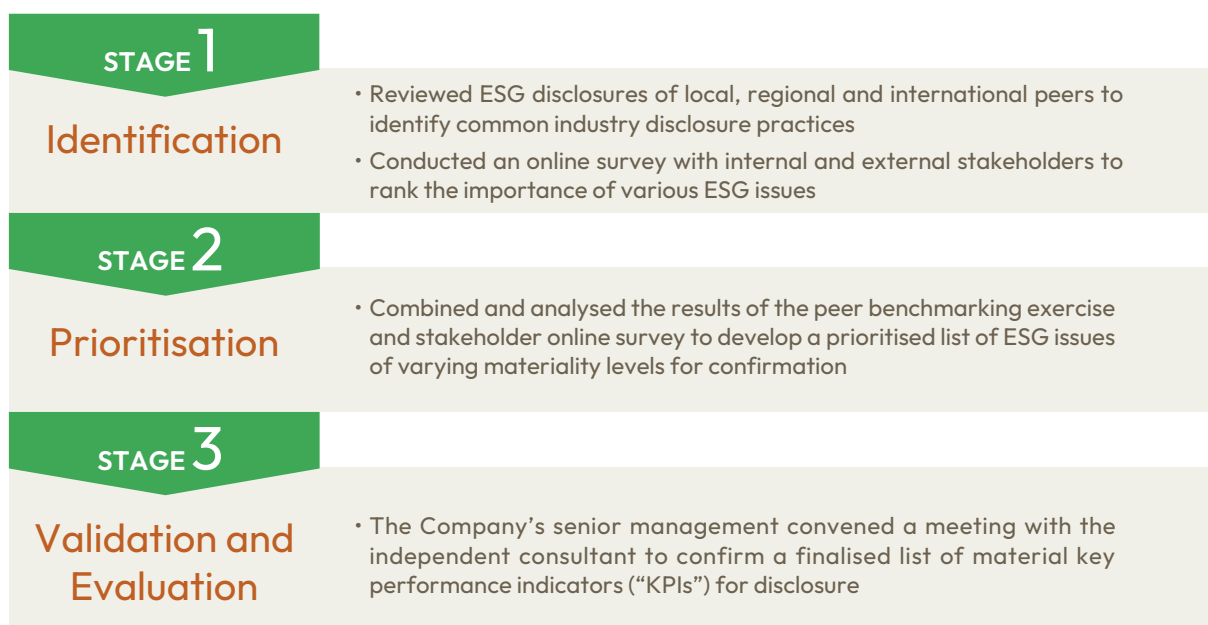 STAGE 1
Identification
• Reviewed ESG disclosures of local, regional and international peers to
identify common industry disclosure practices
• Conducted an online survey with internal and external stakeholders to
rank the importance of various ESG issues
STAGE 2
Prioritisation
• Combined and analysed the results of the peer benchmarking exercise
and stakeholder online survey to develop a prioritised list of ESG issues
of varying materiality levels for confirmation
STAGE 3
Validation and
Evaluation
• The Company’s senior management convened a meeting with the
independent consultant to confirm a finalised list of material key
performance indicators (“KPIs”) for disclosure